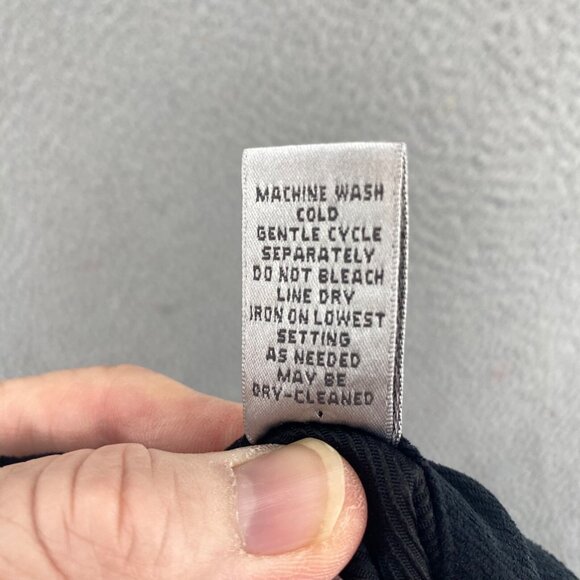 MACHINE WASH
COLD
GENTLE CYCLE
SEPARATELY
DO NOT BLEACH
LINE DRY
IRON ON LOWEST
SETTING
AS NEEDED
MAY BE
DRY-CLEANED